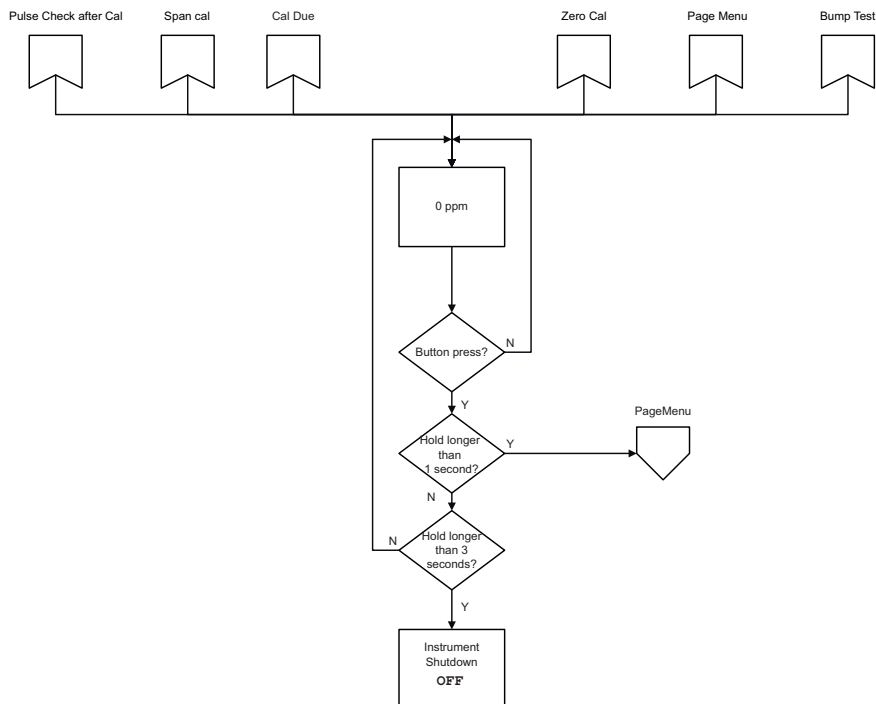 Pulse Check after Cal
Span cal
Cal Due
Zero Cal
Page Menu
Bump Test
0 ppm
Button press?
N
Y
Hold longer
than
1 second?
Y
PageMenu
N
Hold longer
than 3
seconds?
N
Y
Instrument
Shutdown
OFF